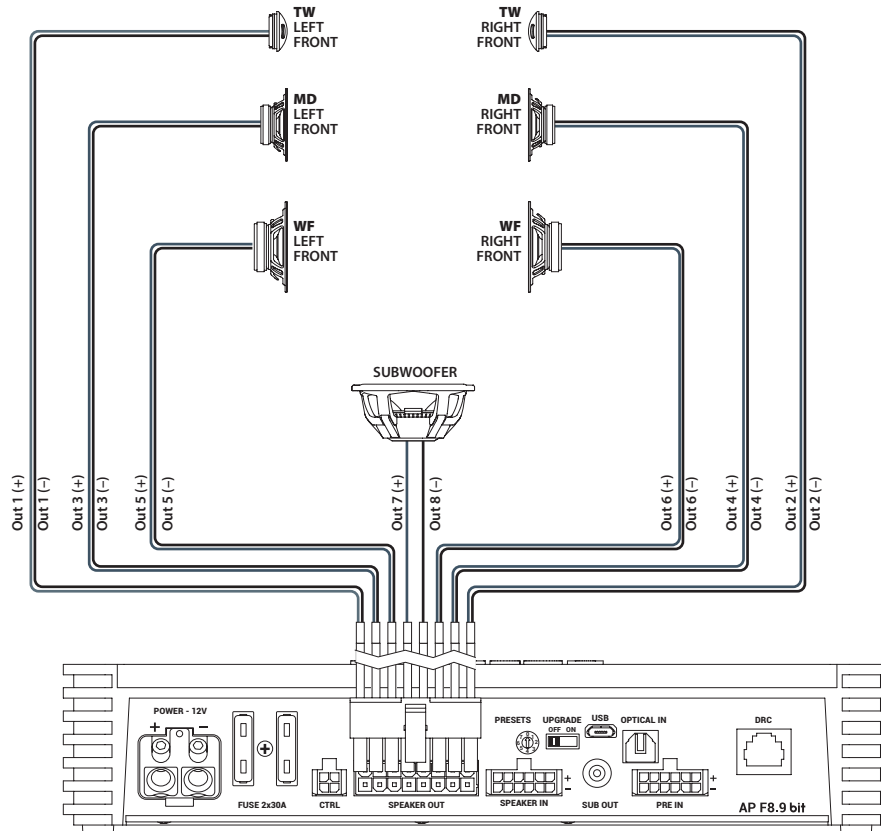 TW
LEFT
FRONT
TW
RIGHT
FRONT
MD
LEFT
FRONT
MD
RIGHT
FRONT
WF
LEFT
FRONT
WF
RIGHT
FRONT
SUBWOOFER
Out 1 (+)
Out 1 (–)
Out 3 (+)
Out 3 (–)
Out 5 (+)
Out 5 (–)
Out 7 (+)
Out 8 (–)
Out 6 (+)
Out 6 (–)
Out 4 (+)
Out 4 (–)
Out 2 (+)
Out 2 (–)
POWER - 12V
+ –
FUSE 2x30A
CTRL
SPEAKER OUT
PRESETS
UPGRADE
OFF ON
USB
OPTICAL IN
DRC
SPEAKER IN
+
–
SUB OUT
PRE IN
+
–
AP F8.9 bit